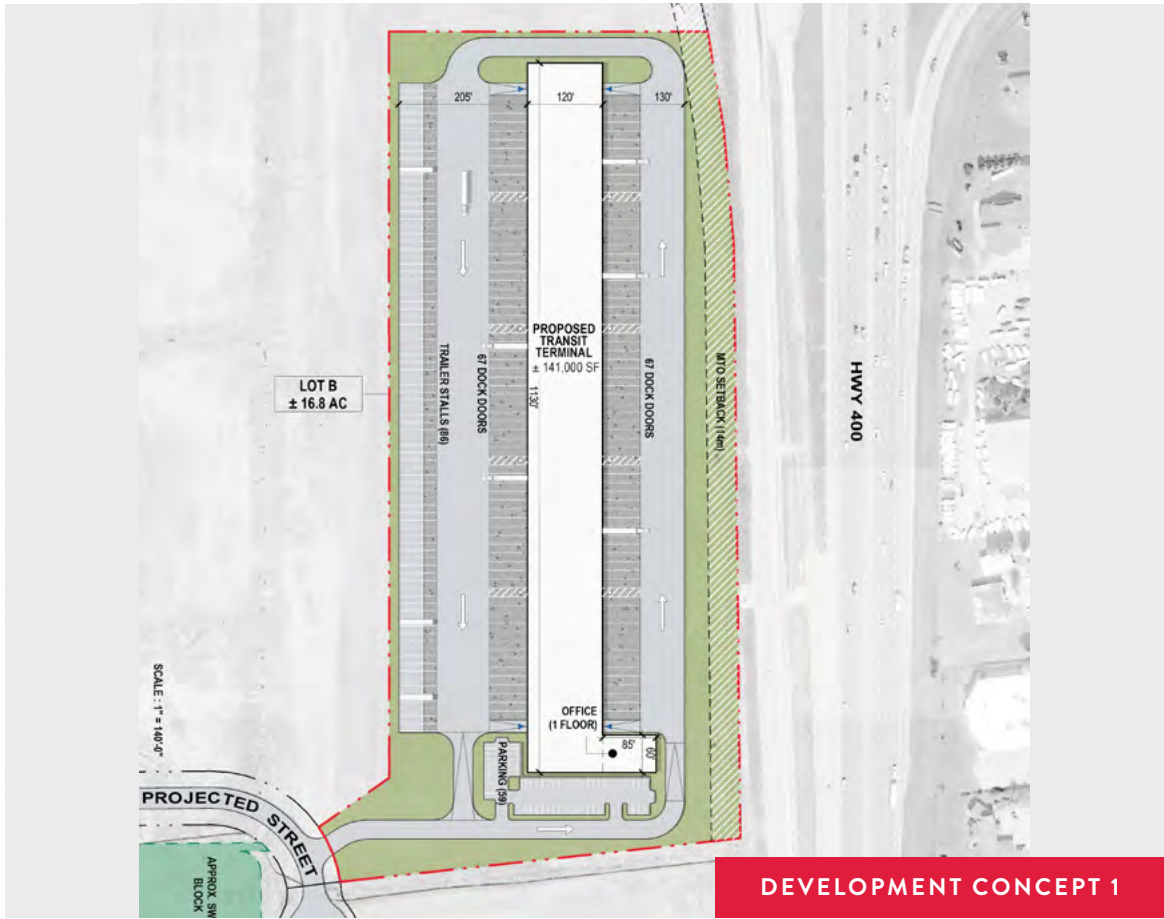 205'
120'
130'
PROPOSED
TRANSIT
TERMINAL
± 141,000 SF
1130'
TRAILER STALLS (86)
67 DOCK DOORS
67 DOCK DOORS
MTO SETBACK (14m)
HWY 400
LOT B
± 16.8 AC
OFFICE
(1 FLOOR)
85'
60'
PARKING (59)
SCALE : 1" = 140'-0"
PROJECTED STREET
APPROX. SW
BLOCK
DEVELOPMENT CONCEPT 1